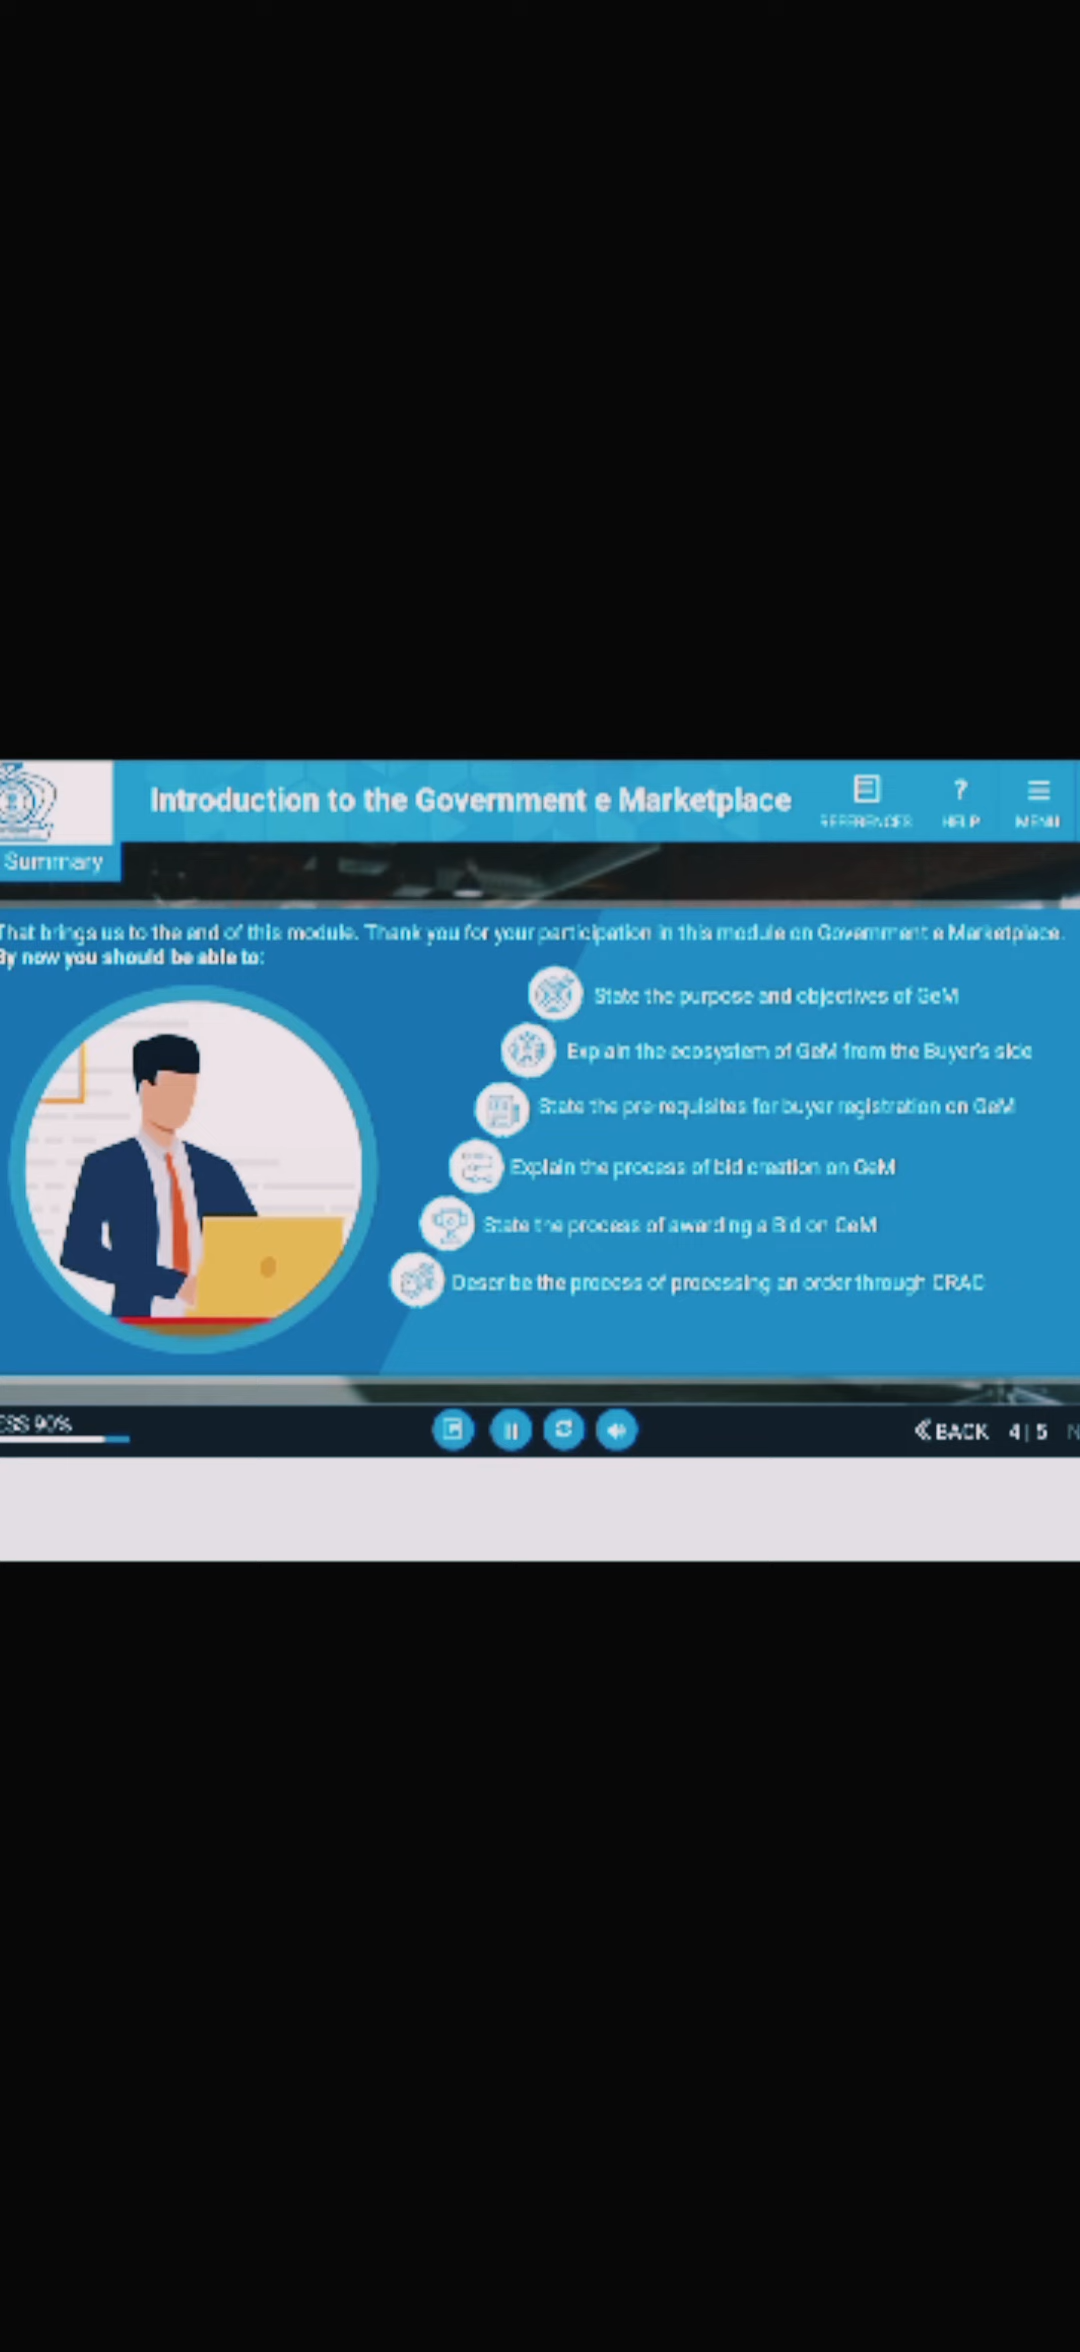 Introduction to the Government e Marketplace
REFERENCES
HELP
MENU
Summary
That brings us to the end of this module. Thank you for your participation in this module on Government e Marketplace.
By now you should be able to:
State the purpose and objectives of GeM
Explain the ecosystem of GeM from the Buyer's side
State the pre-requisites for buyer registration on GeM
Explain the process of bid creation on GeM
State the process of awarding a Bid on GeM
Describe the process of processing an order through CRAC
90%
BACK 4 | 5